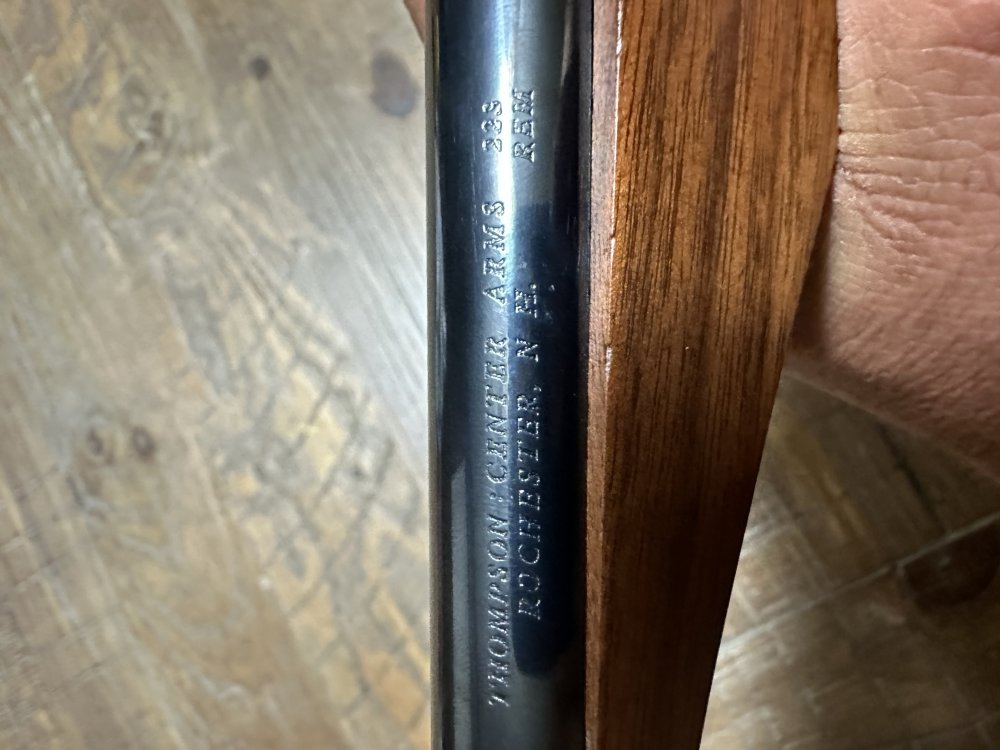 THOMPSON : CENTER ARMS 223
ROCHESTER, N H. REM